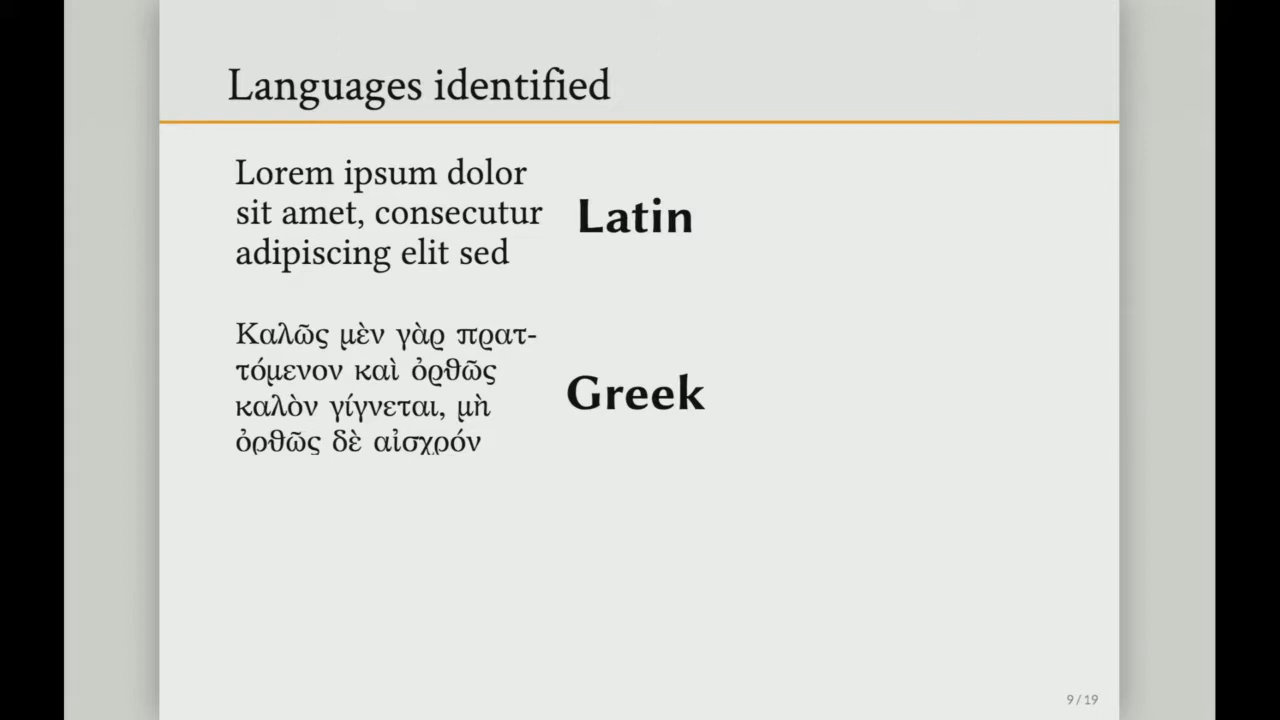 Languages identified
Lorem ipsum dolor
sit amet, consecutur
adipiscing elit sed
Latin
Καλῶς μὲν γὰρ πρατ-
τόμενον καὶ ὀρθῶς
καλὸν γίγνεται, μὴ
ὀρθῶς δὲ αἰσχρόν
Greek
9 / 19